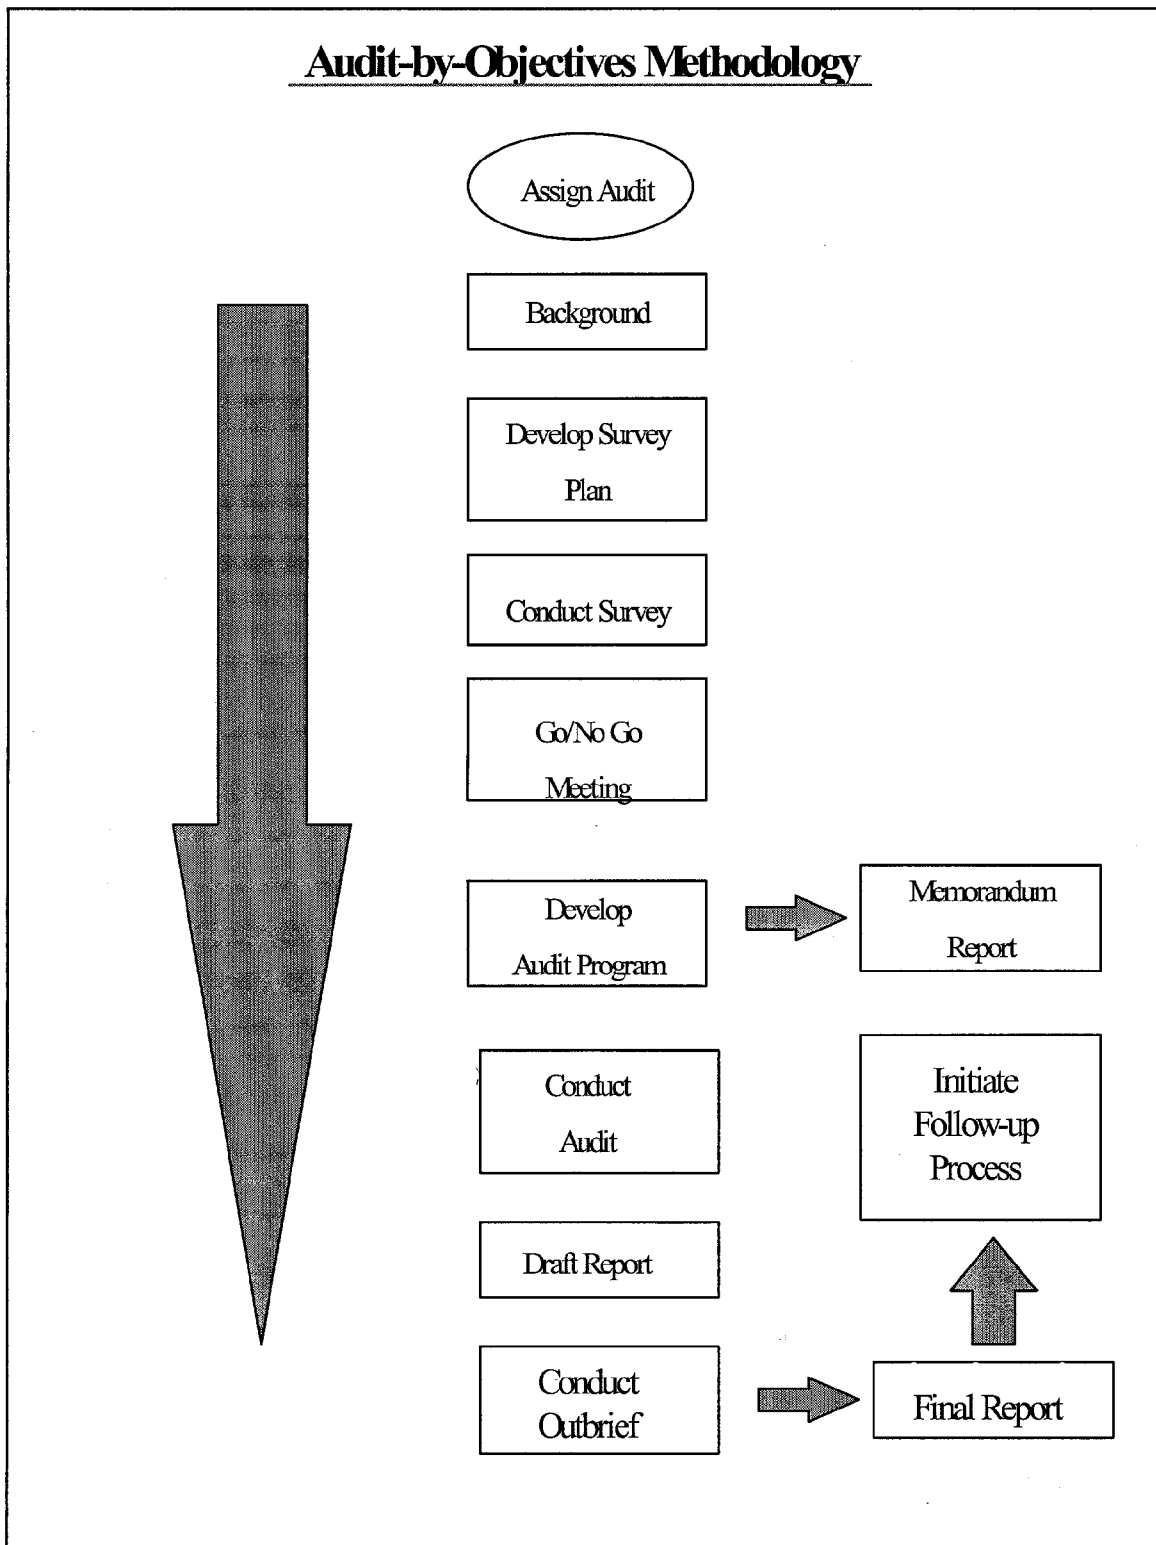 Audit-by-Objectives Methodology
Assign Audit
Background
Develop Survey
Plan
Conduct Survey
Go/No Go
Meeting
Develop
Audit Program
Memorandum
Report
Conduct
Audit
Initiate
Follow-up
Process
Draft Report
Conduct
Outbrief
Final Report